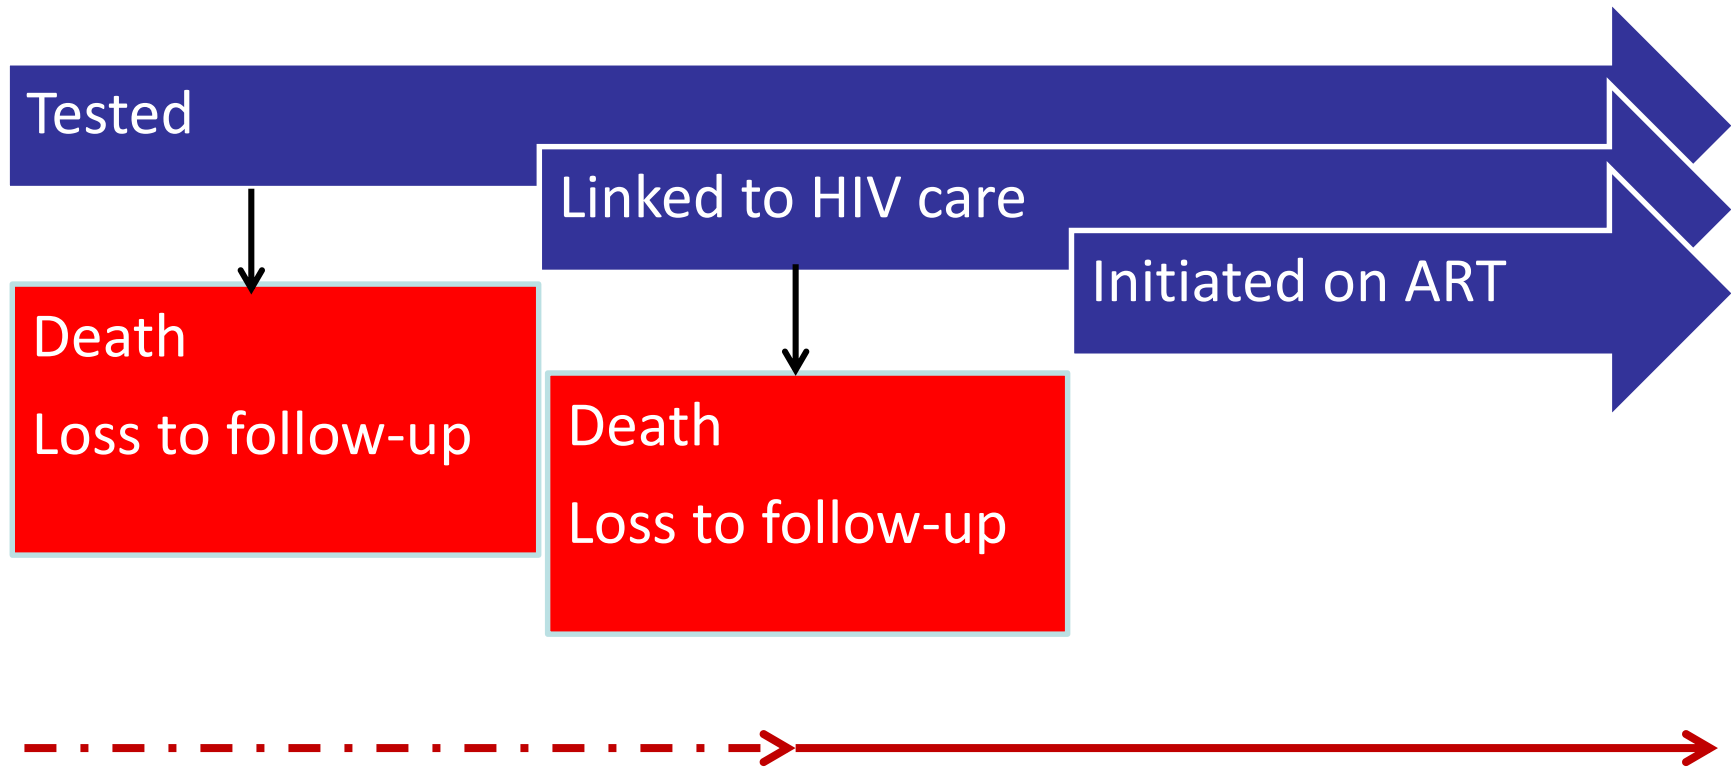 Tested
Linked to HIV care
Initiated on ART
Death
Loss to follow-up
Death
Loss to follow-up